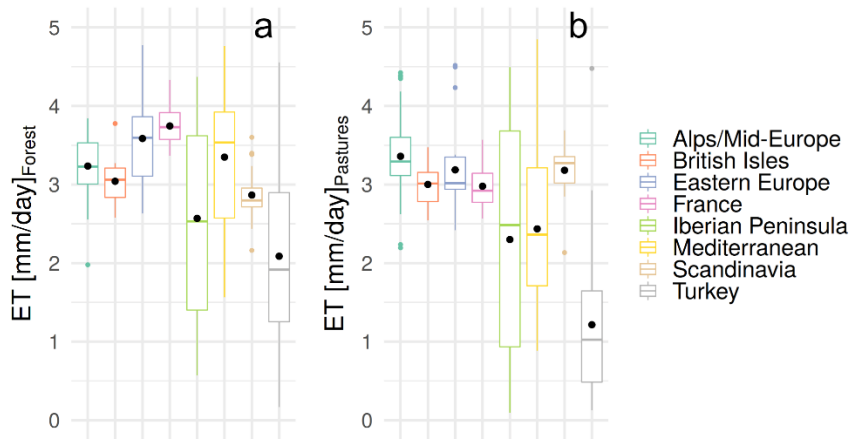 a
ET [mm/day]Forest
5
4
3
2
1
0
b
ET [mm/day]Pastures
5
4
3
2
1
0
Alps/Mid-Europe
British Isles
Eastern Europe
France
Iberian Peninsula
Mediterranean
Scandinavia
Turkey